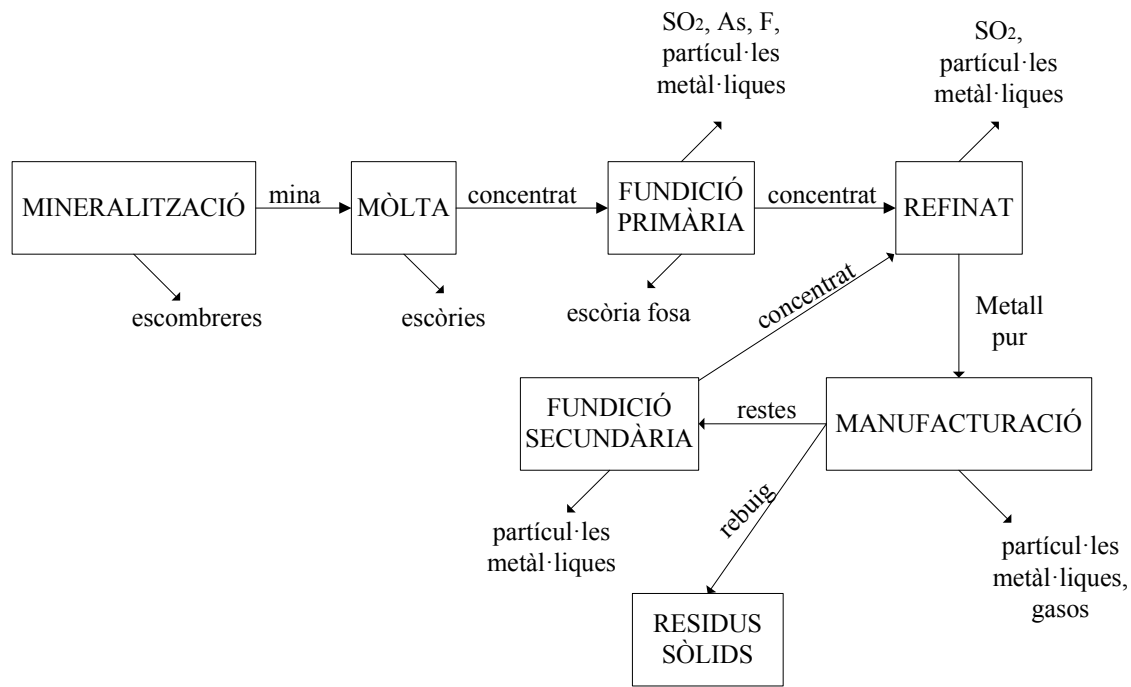 SO2, As, F,
partícul·les
metàl·liques
SO2,
partícul·les
metàl·liques
MINERALITZACIÓ
mina
MÒLTA
concentrat
FUNDICIÓ
PRIMÀRIA
concentrat
REFINAT
escombreres
escòries
escòria fosa
concentrat
Metall
pur
FUNDICIÓ
SECUNDÀRIA
restes
MANUFACTURACIÓ
rebuig
partícul·les
metàl·liques
partícul·les
metàl·liques,
gasos
RESIDUS
SÒLIDS